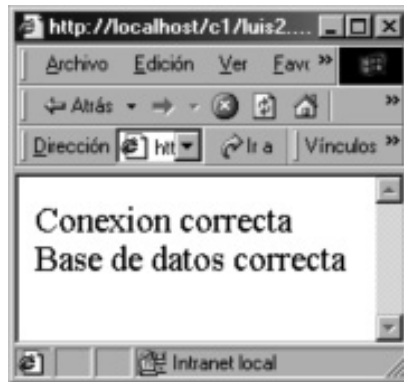 http://localhost/c1/luis2....
Archivo Edición Ver Favc »
Atrás »
Dirección htt Ir a Vínculos »
Conexion correcta
Base de datos correcta
Intranet local